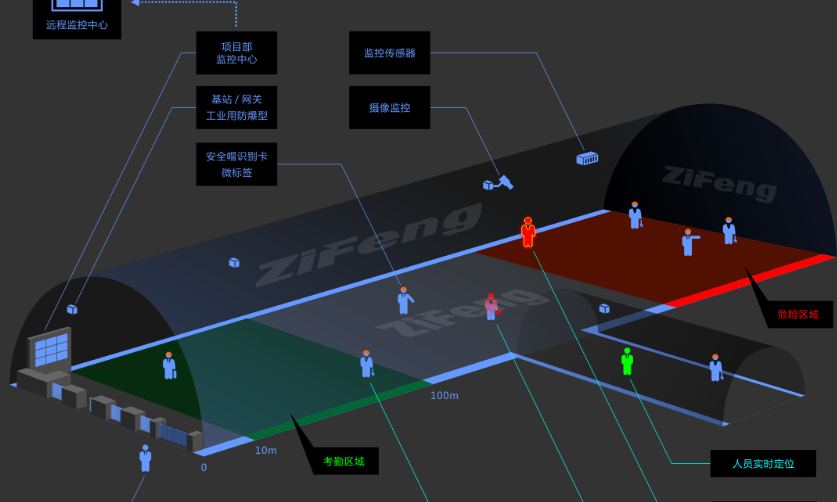 远程监控中心
项目部
监控中心
监控传感器
基站 / 网关
工业用防爆型
摄像监控
安全帽识别卡
微标签
ZiFeng
ZiFeng
ZiFeng
危险区域
100m
10m
0
考勤区域
人员实时定位